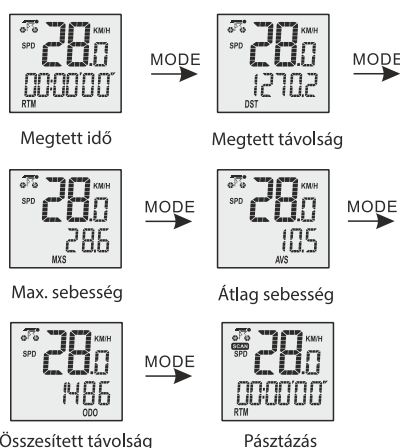 SPD 28.0 KM/H
00:00'00"
RTM
MODE
Megtett idő
SPD 28.0 KM/H
1270.2
DST
MODE
Megtett távolság
SPD 28.0 KM/H
28.6
MXS
MODE
Max. sebesség
SPD 28.0 KM/H
10.5
AVS
MODE
Átlag sebesség
SPD 28.0 KM/H
1486
ODO
MODE
Összesített távolság
SCAN
SPD 28.0 KM/H
00:00'00"
RTM
Pásztázás